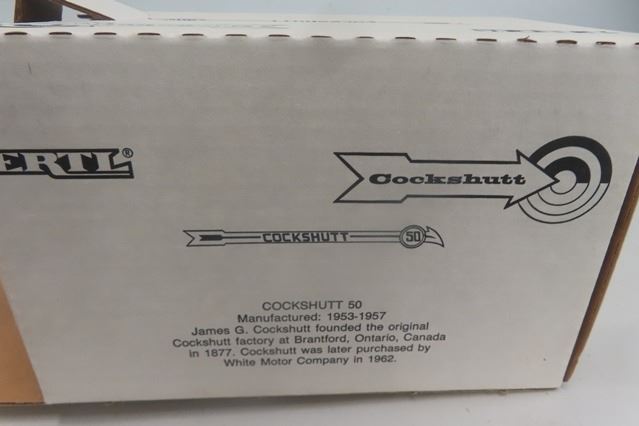 ERTL®
Cockshutt
COCKSHUTT 50
COCKSHUTT 50
Manufactured: 1953-1957
James G. Cockshutt founded the original
Cockshutt factory at Brantford, Ontario, Canada
in 1877. Cockshutt was later purchased by
White Motor Company in 1962.